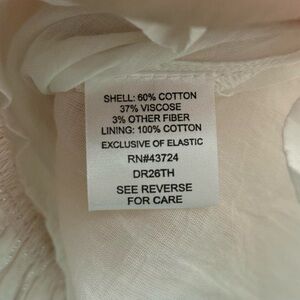 SHELL: 60% COTTON
37% VISCOSE
3% OTHER FIBER
LINING: 100% COTTON
EXCLUSIVE OF ELASTIC
RN#43724
DR26TH
SEE REVERSE
FOR CARE